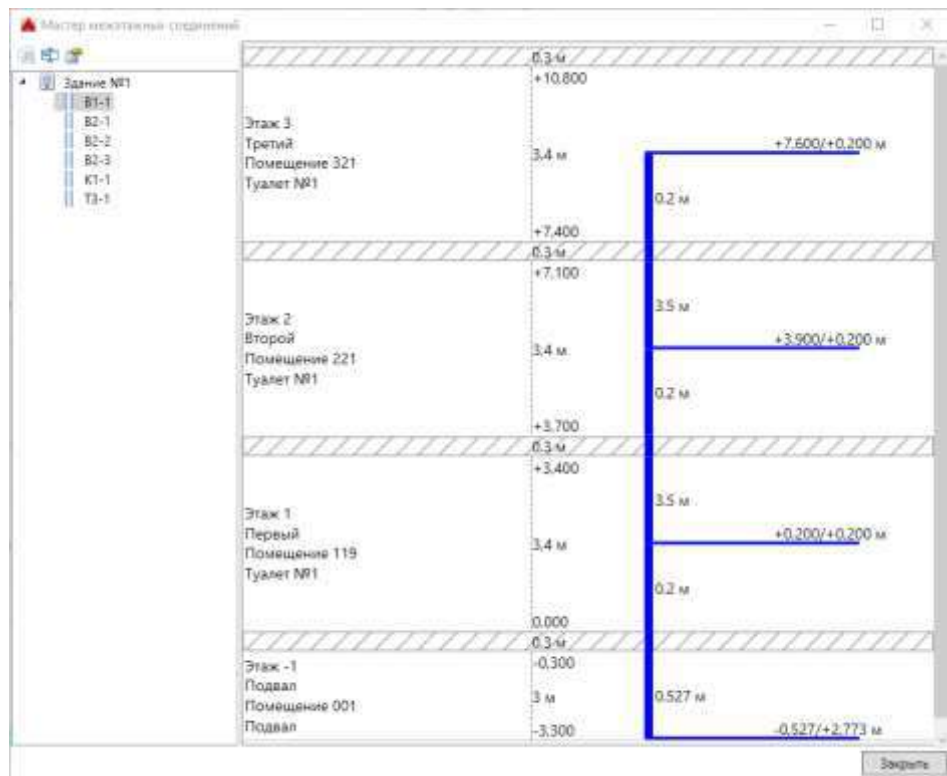 Мастер межэтажных соединений
Здание №1
В1-1
В2-1
В2-2
В2-3
К1-1
Т3-1
0.3 м
+10,800
Этаж 3
Третий
Помещение 321
Туалет №1
3,4 м
+7,600/+0,200 м
0.2 м
+7,400
0.3 м
+7,100
Этаж 2
Второй
Помещение 221
Туалет №1
3,4 м
3.5 м
+3,900/+0,200 м
0.2 м
+3,700
0.3 м
+3,400
Этаж 1
Первый
Помещение 119
Туалет №1
3,4 м
3.5 м
+0,200/+0,200 м
0.2 м
0.000
0.3 м
-0,300
Этаж -1
Подвал
Помещение 001
Подвал
3 м
0.527 м
-3,300
-0,527/+2,773 м
Закрыть